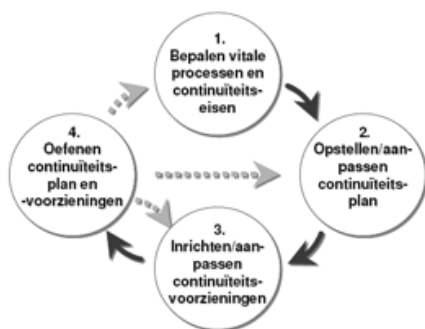 1.
Bepalen vitale
processen en
continuïteits-
eisen
2.
Opstellen/aan-
passen
continuïteits-
plan
3.
Inrichten/aan-
passen
continuïteits-
voorzieningen
4.
Oefenen
continuïteits-
plan en
-voorzieningen